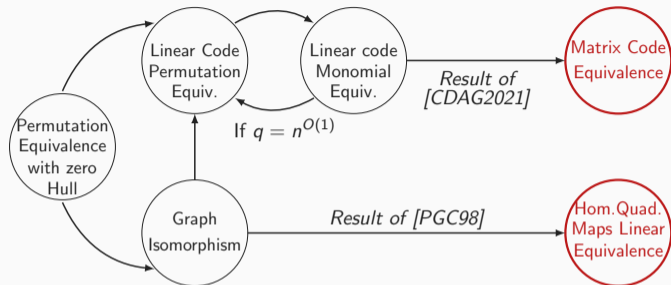 Linear Code
Permutation
Equiv.
Linear code
Monomial
Equiv.
Result of
[CDAG2021]
Matrix Code
Equivalence
If q = n^O(1)
Permutation
Equivalence
with zero
Hull
Graph
Isomorphism
Result of [PGC98]
Hom.Quad.
Maps Linear
Equivalence